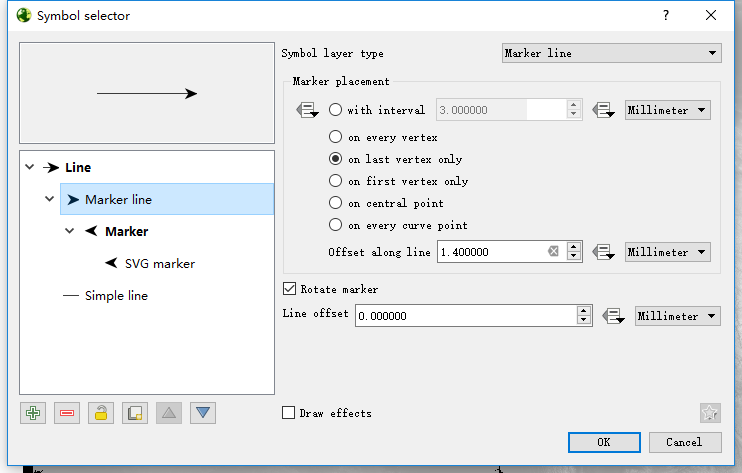 Symbol selector
Symbol layer type
Marker line
Marker placement
with interval
3.000000
Millimeter
on every vertex
on last vertex only
on first vertex only
on central point
on every curve point
Offset along line
1.400000
Millimeter
Rotate marker
Line offset
0.000000
Millimeter
Line
Marker line
Marker
SVG marker
Simple line
Draw effects
OK
Cancel